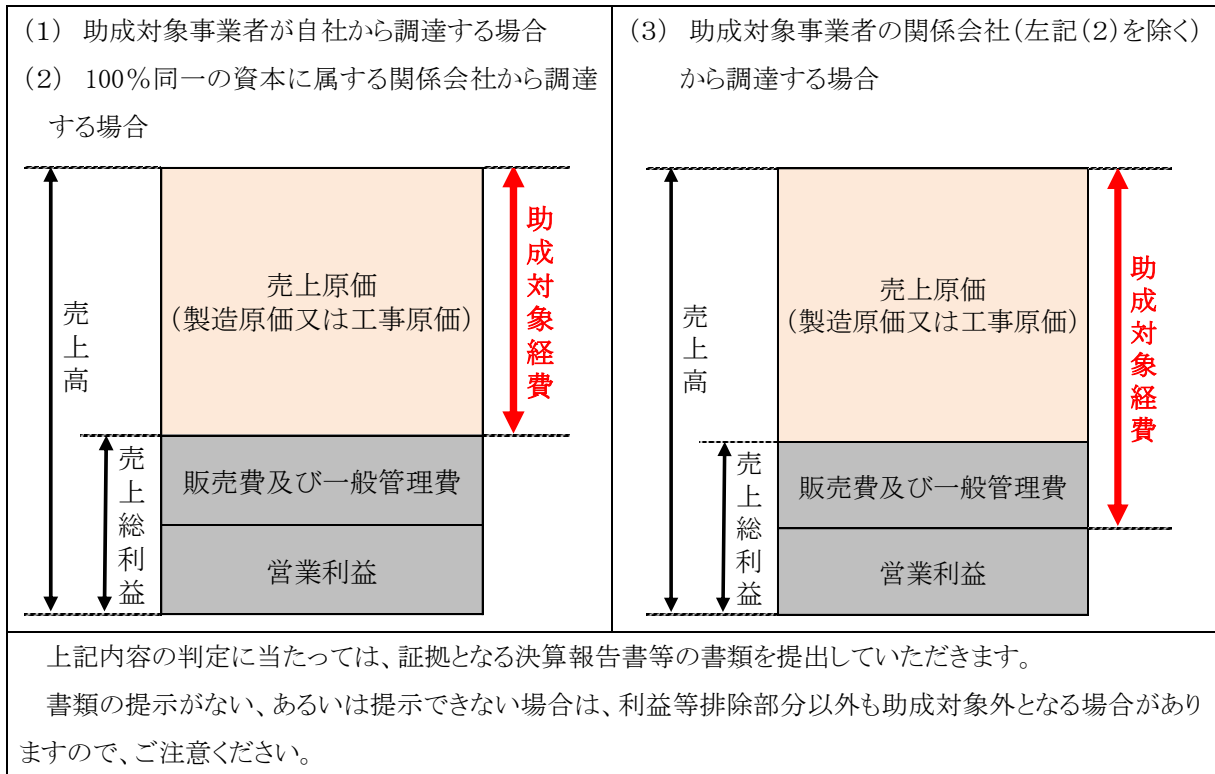 (1) 助成対象事業者が自社から調達する場合
(2) 100%同一の資本に属する関係会社から調達
する場合
売上高
売上原価
(製造原価又は工事原価)
助成対象経費
売上総利益
販売費及び一般管理費
営業利益
(3) 助成対象事業者の関係会社(左記(2)を除く)
から調達する場合
売上高
売上原価
(製造原価又は工事原価)
助成対象経費
売上総利益
販売費及び一般管理費
営業利益
上記内容の判定に当たっては、証拠となる決算報告書等の書類を提出していただきます。
書類の提示がない、あるいは提示できない場合は、利益等排除部分以外も助成対象外となる場合があり
ますので、ご注意ください。